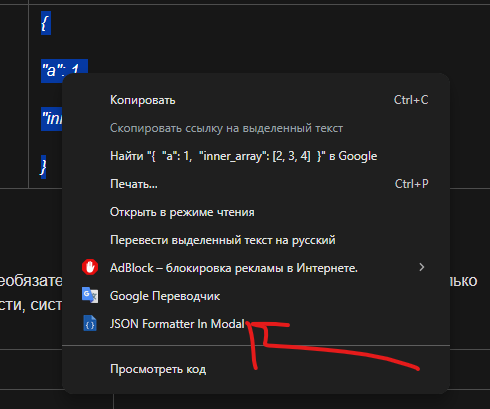 {
"a": 1,
"inr
}
Копировать Ctrl+C
Скопировать ссылку на выделенный текст
Найти "{ "a": 1, "inner_array": [2, 3, 4] }" в Google
Печать... Ctrl+P
Открыть в режиме чтения
Перевести выделенный текст на русский
AdBlock – блокировка рекламы в Интернете.
еобязате лько
Google Переводчик
сти, сист
JSON Formatter In Modal
Просмотреть код